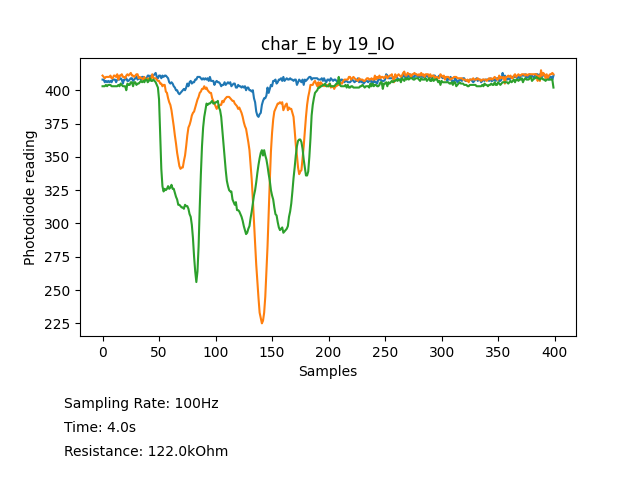 char_E by 19_IO
Photodiode reading
400
375
350
325
300
275
250
225
0 50 100 150 200 250 300 350 400
Samples
Sampling Rate: 100Hz
Time: 4.0s
Resistance: 122.0kOhm